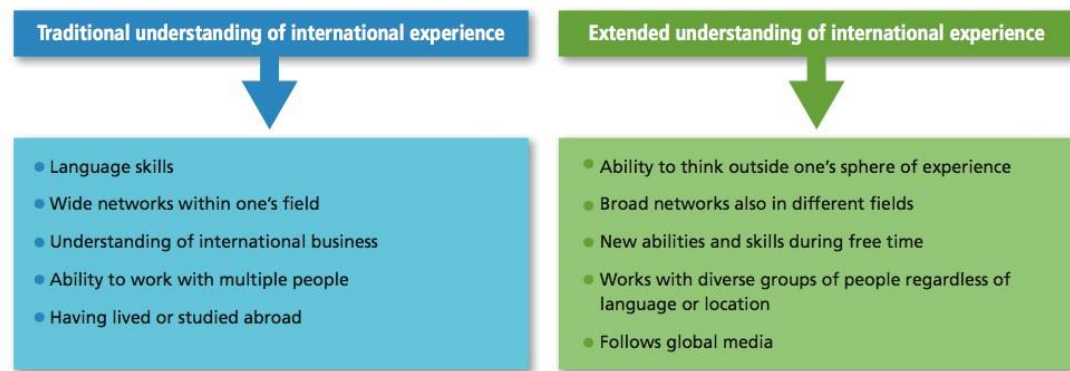 Traditional understanding of international experience
● Language skills
● Wide networks within one's field
● Understanding of international business
● Ability to work with multiple people
● Having lived or studied abroad
Extended understanding of international experience
● Ability to think outside one's sphere of experience
● Broad networks also in different fields
● New abilities and skills during free time
● Works with diverse groups of people regardless of
language or location
● Follows global media